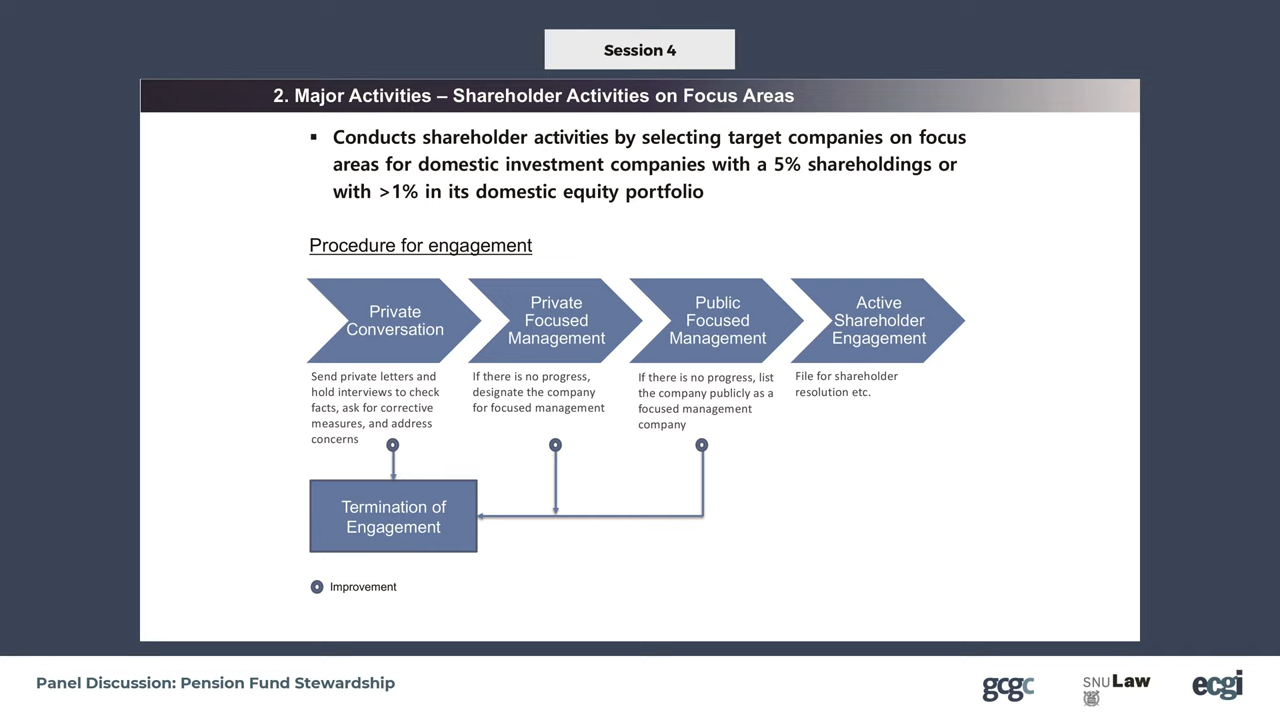 Session 4
2. Major Activities – Shareholder Activities on Focus Areas
▪ Conducts shareholder activities by selecting target companies on focus
areas for domestic investment companies with a 5% shareholdings or
with >1% in its domestic equity portfolio
Procedure for engagement
Private
Conversation
Private
Focused
Management
Public
Focused
Management
Active
Shareholder
Engagement
Send private letters and
hold interviews to check
facts, ask for corrective
measures, and address
concerns
If there is no progress,
designate the company
for focused management
If there is no progress, list
the company publicly as a
focused management
company
File for shareholder
resolution etc.
Termination of
Engagement
Improvement
Panel Discussion: Pension Fund Stewardship
gcgc
SNU Law
ecgi